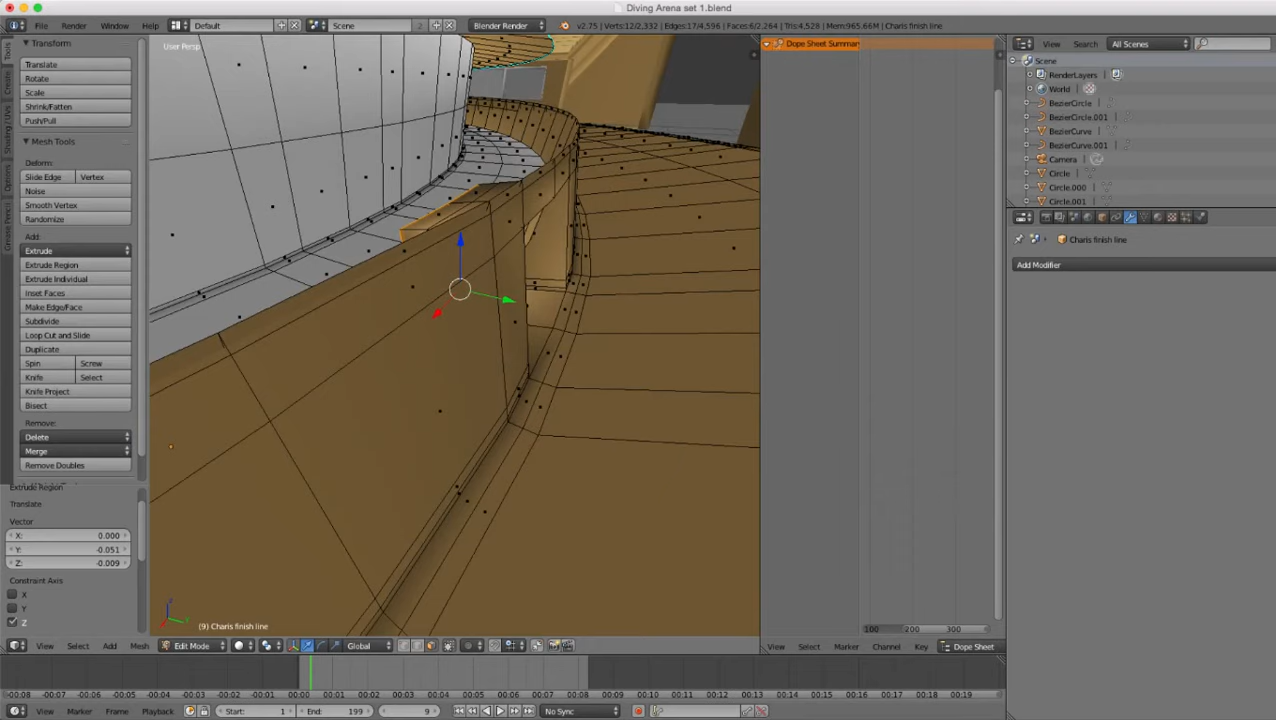 Diving Arena set 1.blend
File Render Window Help Default Scene 2 Blender Render v2.75 | Verts:12/2,332 | Edges:17/4,596 | Faces:6/2,264 | Tris:4,528 | Mem:965.66M | Charis finish line
Transform
Translate
Rotate
Scale
Shrink/Fatten
Push/Pull
Mesh Tools
Deform:
Slide Edge Vertex
Noise
Smooth Vertex
Randomize
Add:
Extrude
Extrude Region
Extrude Individual
Inset Faces
Make Edge/Face
Subdivide
Loop Cut and Slide
Duplicate
Spin Screw
Knife Select
Knife Project
Bisect
Remove:
Delete
Merge
Remove Doubles
Extrude Region
Translate
Vector
X: 0.000
Y: -0.051
Z: -0.009
Constraint Axis
X
Y
Z
Tools
Create
Shading / UVs
Options
Grease Pencil
User Persp
(9) Charis finish line
View Select Add Mesh Edit Mode Global
Dope Sheet Summary
100 200 300
View Select Marker Channel Key Dope Sheet
View Search All Scenes
Scene
RenderLayers
World
BezierCircle
BezierCircle.001
BezierCurve
BezierCurve.001
Camera
Circle
Circle.000
Circle.001
Charis finish line
Add Modifier
-00:08 -00:07 -00:06 -00:05 -00:04 -00:03 -00:02 -00:01 00:00 00:01 00:02 00:03 00:04 00:05 00:06 00:07 00:08 00:09 00:10 00:11 00:12 00:13 00:14 00:15 00:16 00:17 00:18 00:19
View Marker Frame Playback Start: 1 End: 199 9 No Sync